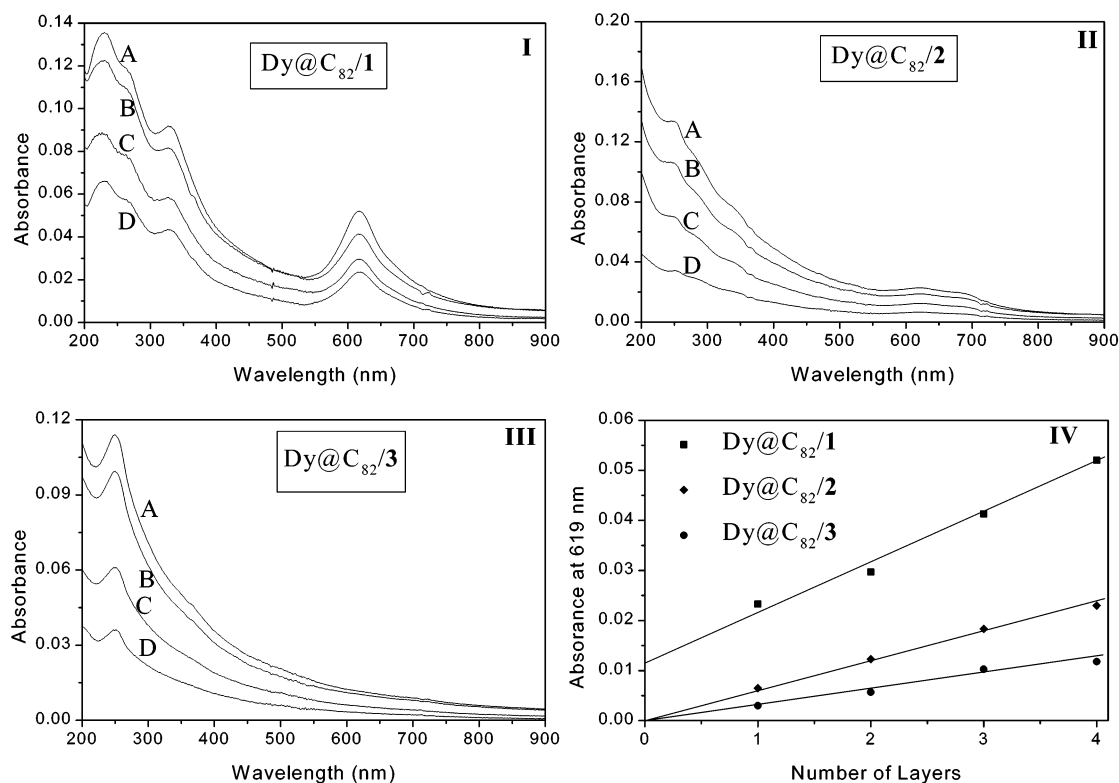 I
Dy@C82/1
A
B
C
D
0.14
0.12
0.10
0.08
0.06
0.04
0.02
0.00
Absorbance
200 300 400 500 600 700 800 900
Wavelength (nm)
II
Dy@C82/2
A
B
C
D
0.20
0.16
0.12
0.08
0.04
0.00
Absorbance
200 300 400 500 600 700 800 900
Wavelength (nm)
III
Dy@C82/3
A
B
C
D
0.12
0.09
0.06
0.03
0.00
Absorbance
200 300 400 500 600 700 800 900
Wavelength (nm)
IV
Dy@C82/1
Dy@C82/2
Dy@C82/3
0.06
0.05
0.04
0.03
0.02
0.01
0.00
Absorance at 619 nm
0 1 2 3 4
Number of Layers